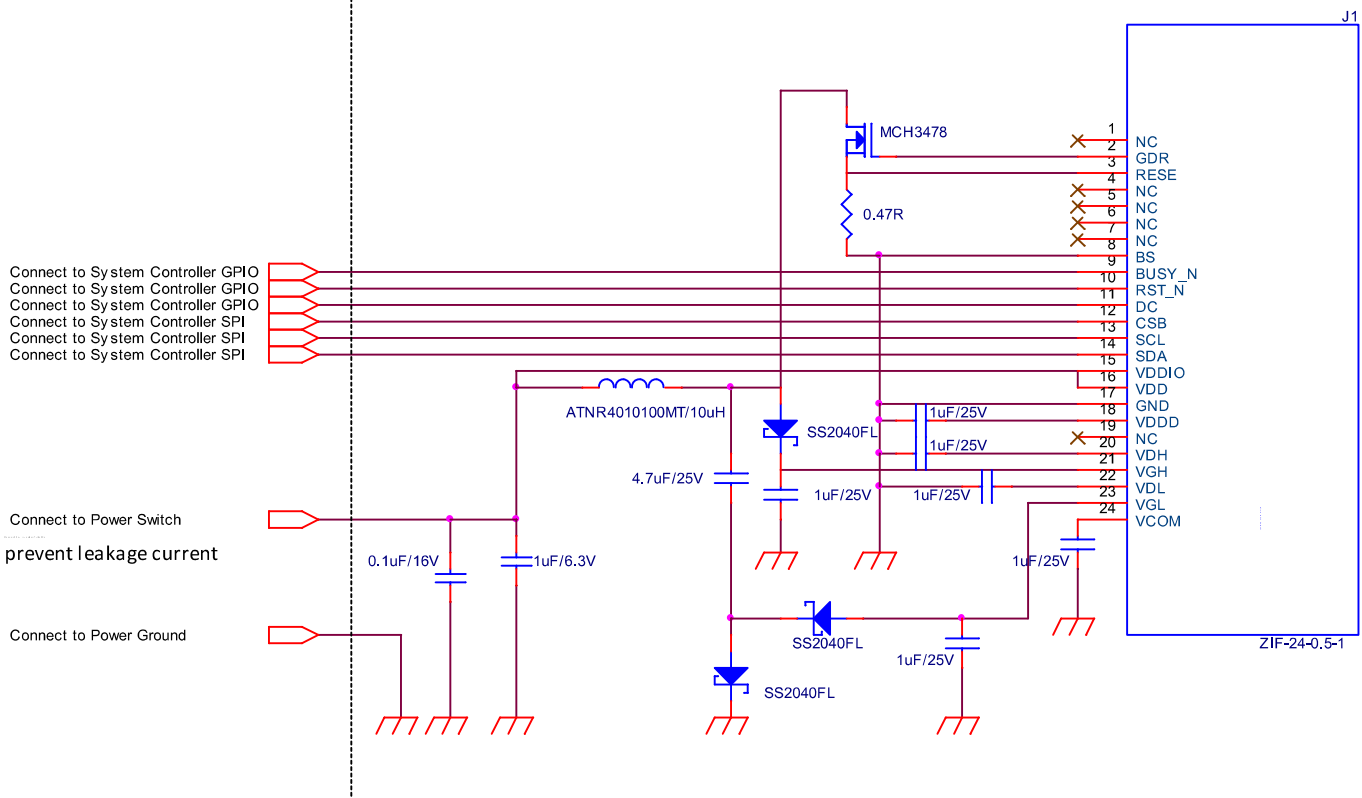 J1
MCH3478
0.47R
1
2
3
4
5
6
7
8
9
10
11
12
13
14
15
16
17
18
19
20
21
22
23
24
NC
GDR
RESE
NC
NC
NC
NC
BS
BUSY_N
RST_N
DC
CSB
SCL
SDA
VDDIO
VDD
GND
VDDD
NC
VDH
VGH
VDL
VGL
VCOM
Connect to System Controller GPIO
Connect to System Controller GPIO
Connect to System Controller GPIO
Connect to System Controller SPI
Connect to System Controller SPI
Connect to System Controller SPI
ATNR4010100MT/10uH
SS2040FL
1uF/25V
1uF/25V
4.7uF/25V
1uF/25V
1uF/25V
Connect to Power Switch
prevent leakage current
0.1uF/16V
1uF/6.3V
1uF/25V
Connect to Power Ground
SS2040FL
1uF/25V
SS2040FL
ZIF-24-0.5-1